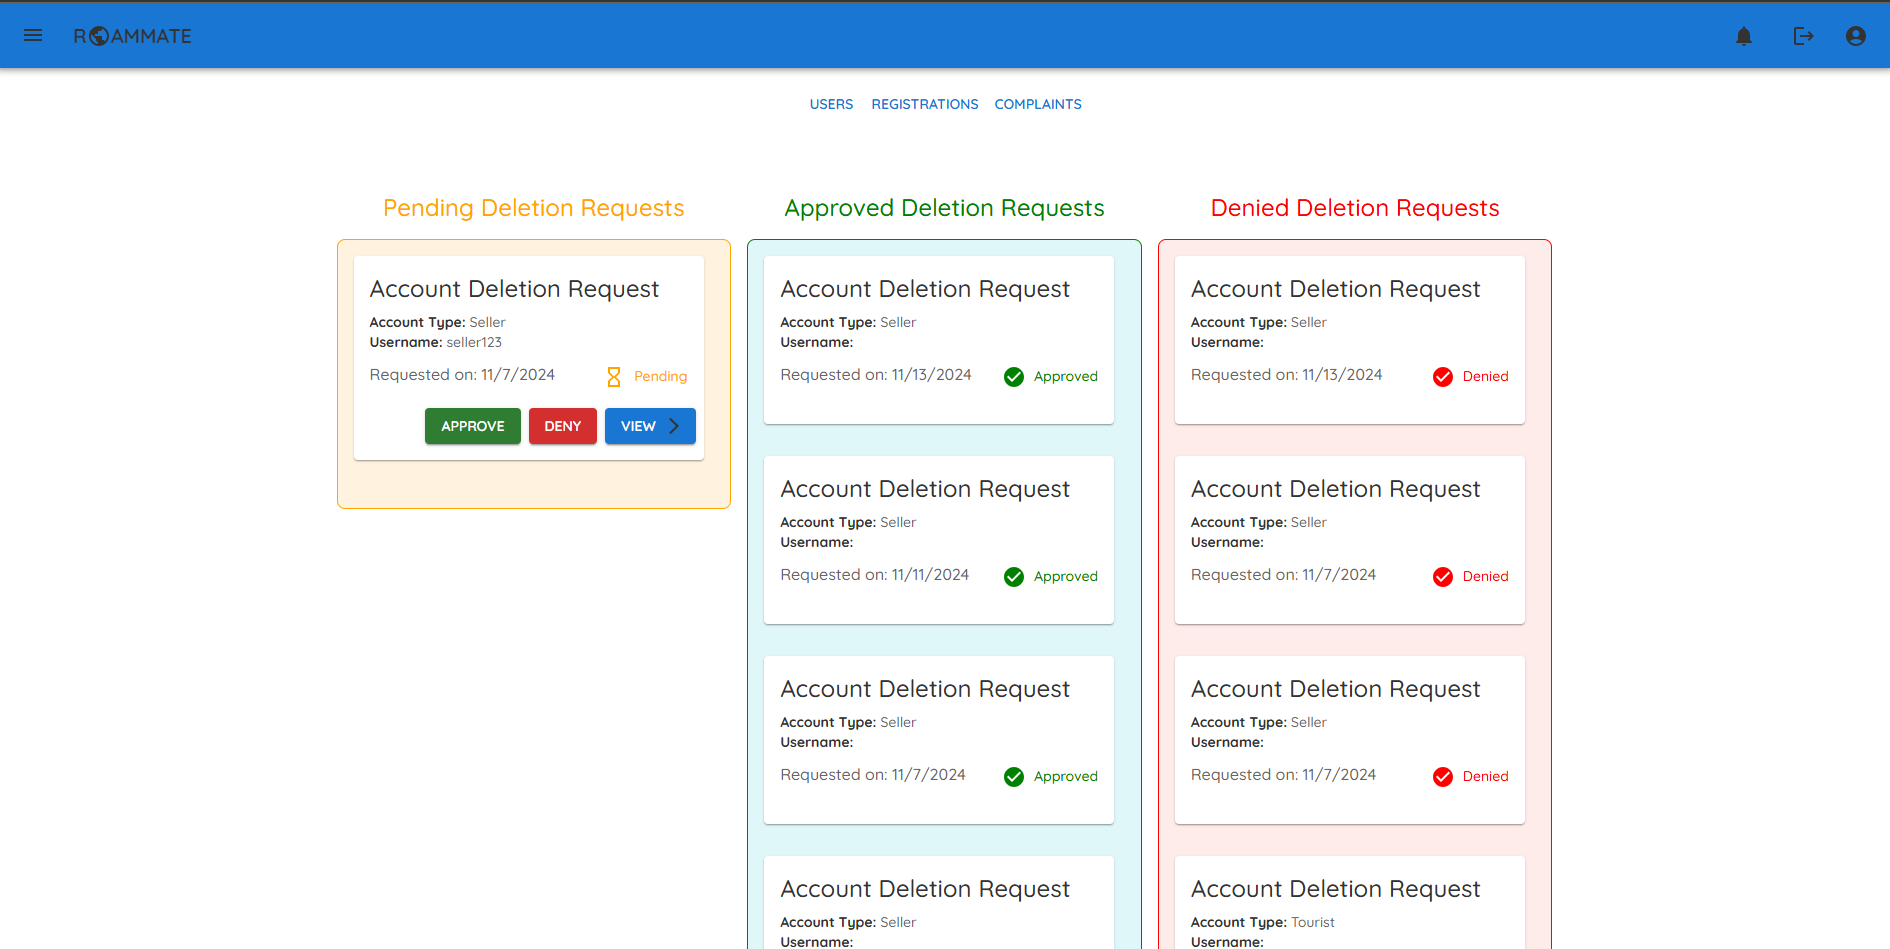 ROAMMATE
USERS REGISTRATIONS COMPLAINTS
Pending Deletion Requests
Account Deletion Request
Account Type: Seller
Username: seller123
Requested on: 11/7/2024 Pending
APPROVE DENY VIEW
Approved Deletion Requests
Account Deletion Request
Account Type: Seller
Username:
Requested on: 11/13/2024 Approved
Account Deletion Request
Account Type: Seller
Username:
Requested on: 11/11/2024 Approved
Account Deletion Request
Account Type: Seller
Username:
Requested on: 11/7/2024 Approved
Account Deletion Request
Account Type: Seller
Username:
Denied Deletion Requests
Account Deletion Request
Account Type: Seller
Username:
Requested on: 11/13/2024 Denied
Account Deletion Request
Account Type: Seller
Username:
Requested on: 11/7/2024 Denied
Account Deletion Request
Account Type: Seller
Username:
Requested on: 11/7/2024 Denied
Account Deletion Request
Account Type: Tourist
Username: